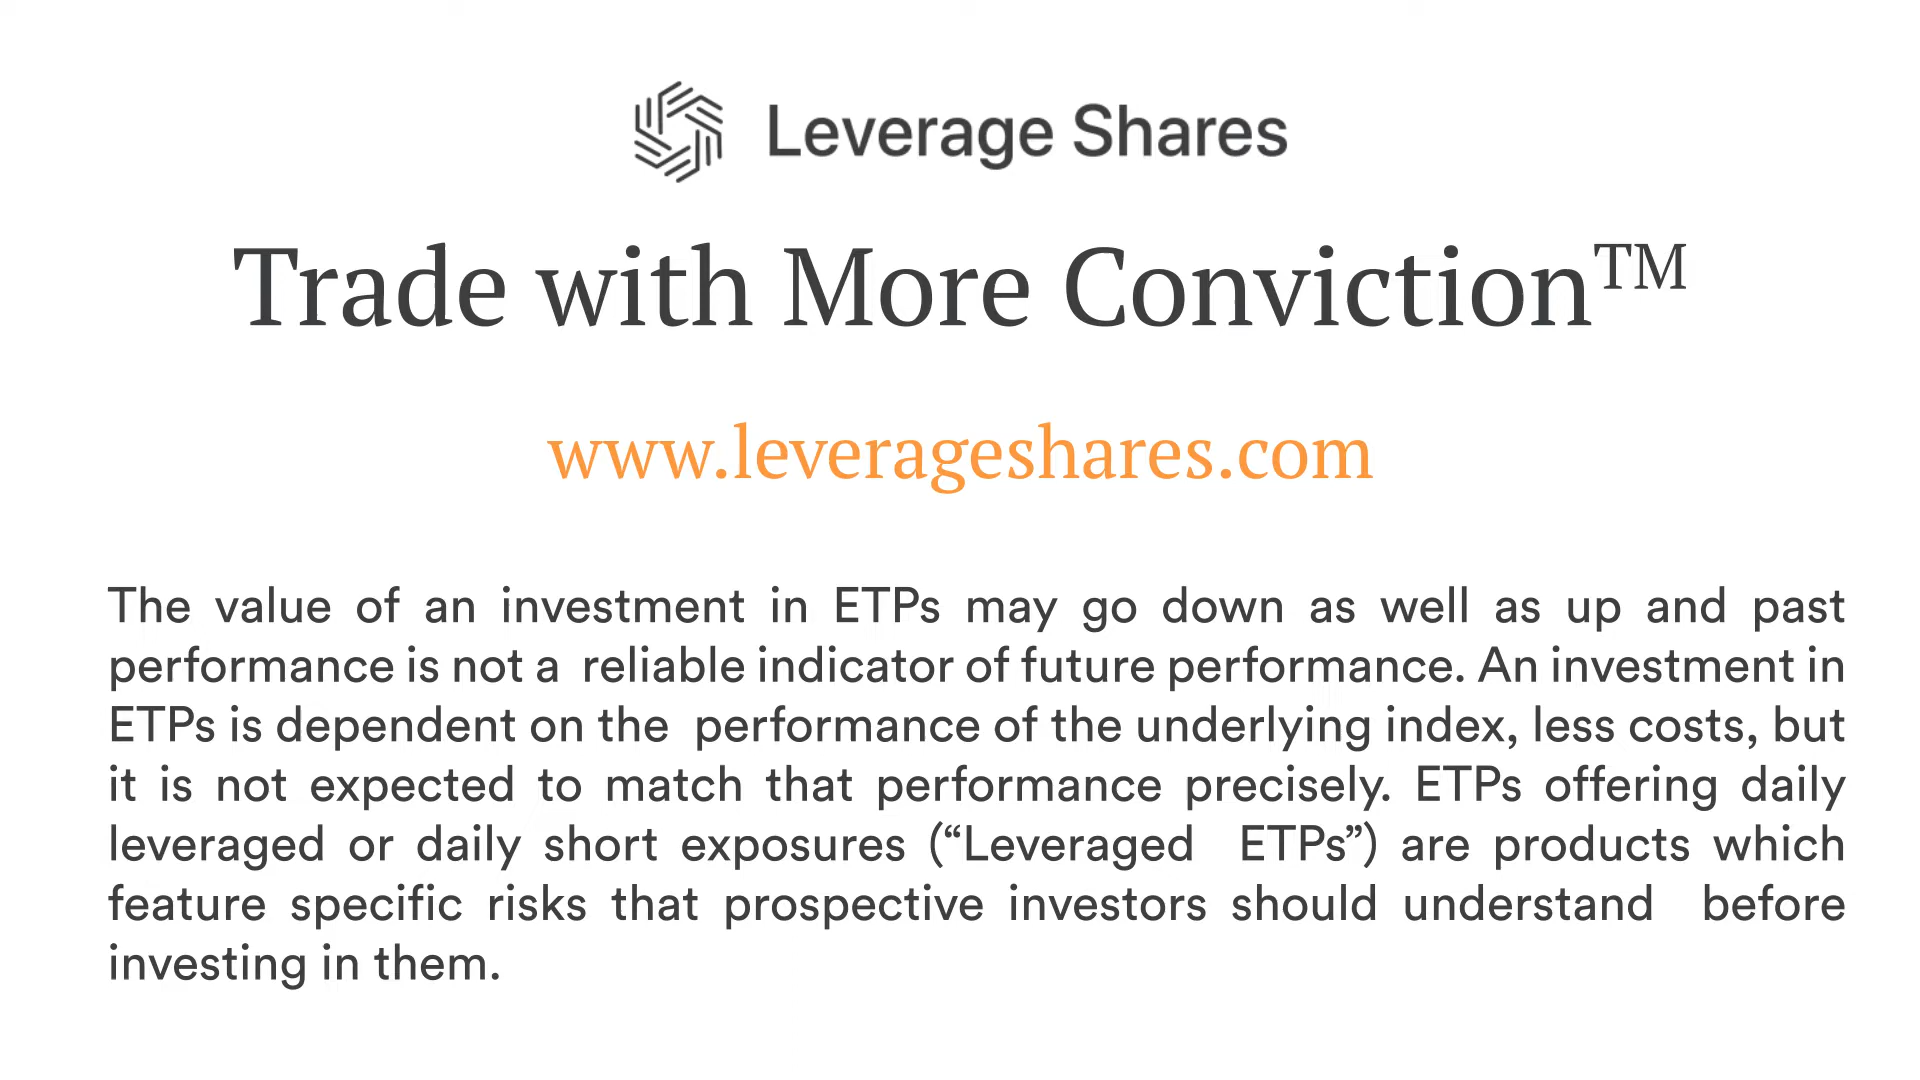 Leverage Shares
Trade with More Conviction™
www.leverageshares.com
The value of an investment in ETPs may go down as well as up and past
performance is not a reliable indicator of future performance. An investment in
ETPs is dependent on the performance of the underlying index, less costs, but
it is not expected to match that performance precisely. ETPs offering daily
leveraged or daily short exposures (“Leveraged ETPs”) are products which
feature specific risks that prospective investors should understand before
investing in them.